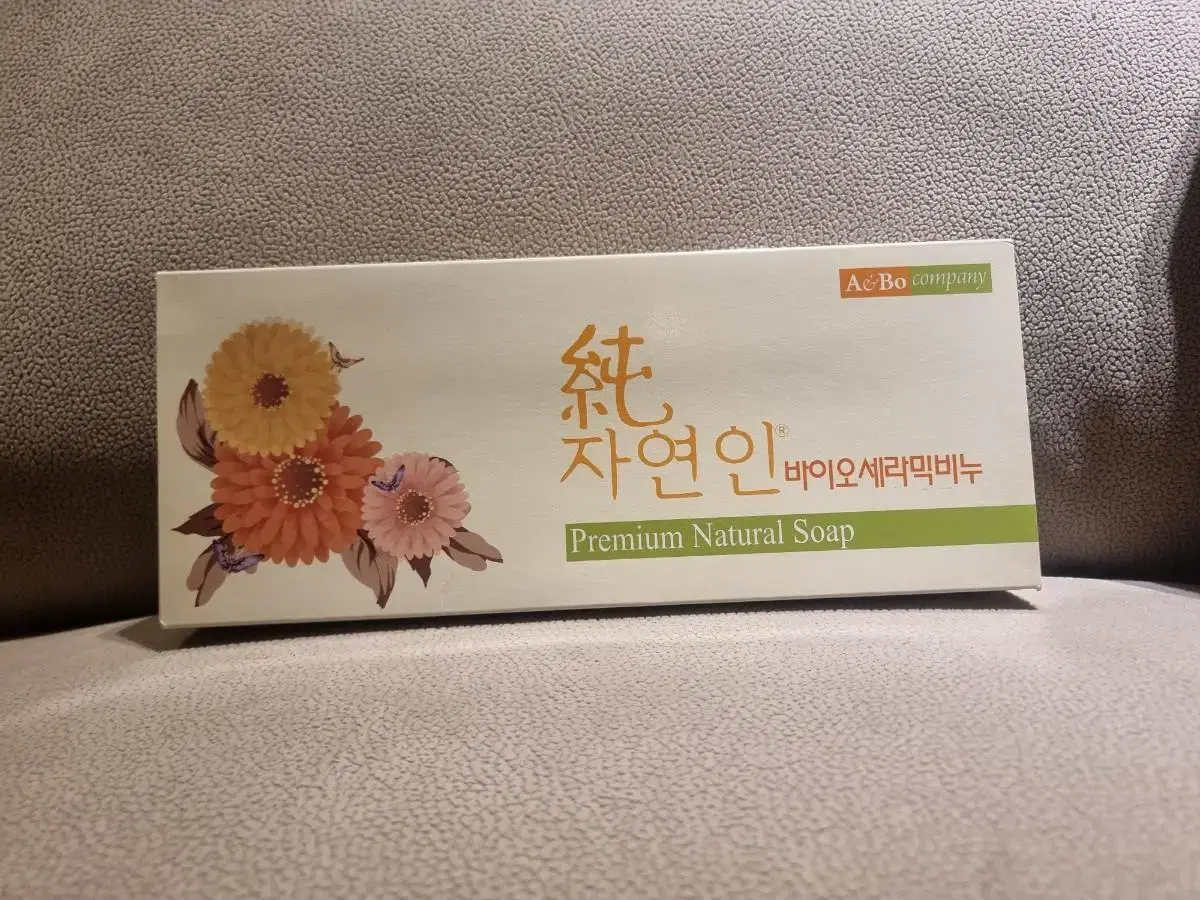 A&Bo company
純
자연인® 바이오세라믹비누
Premium Natural Soap